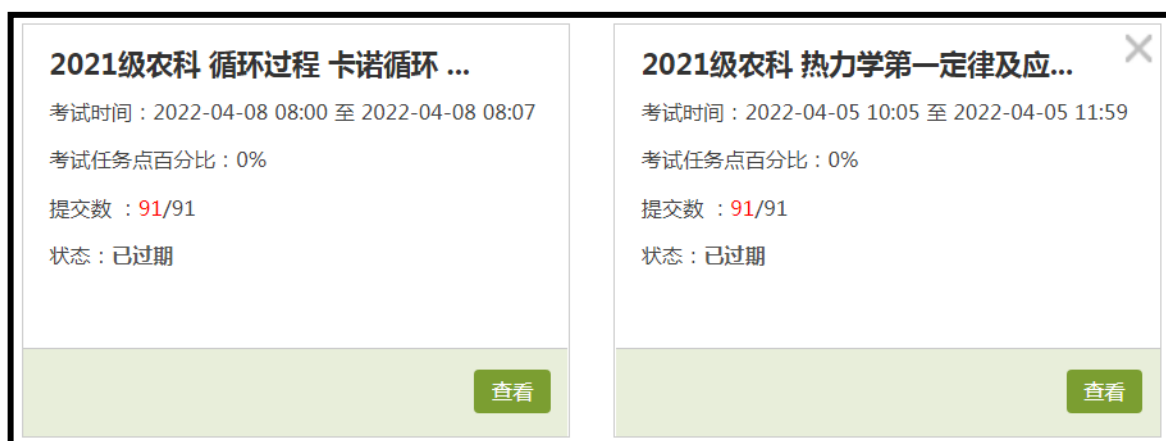 2021级农科 循环过程 卡诺循环 ...
考试时间：2022-04-08 08:00 至 2022-04-08 08:07
考试任务点百分比：0%
提交数 ：91/91
状态：已过期
查看
2021级农科 热力学第一定律及应...
考试时间：2022-04-05 10:05 至 2022-04-05 11:59
考试任务点百分比：0%
提交数 ：91/91
状态：已过期
查看